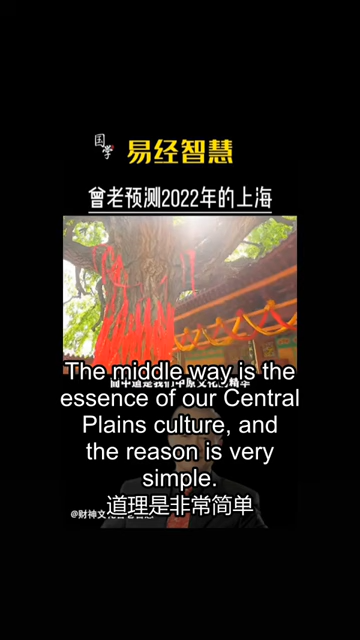 国学
易经智慧
曾老预测2022年的上海
The middle way is the
essence of our Central
Plains culture, and
the reason is very
simple.
道理是非常简单